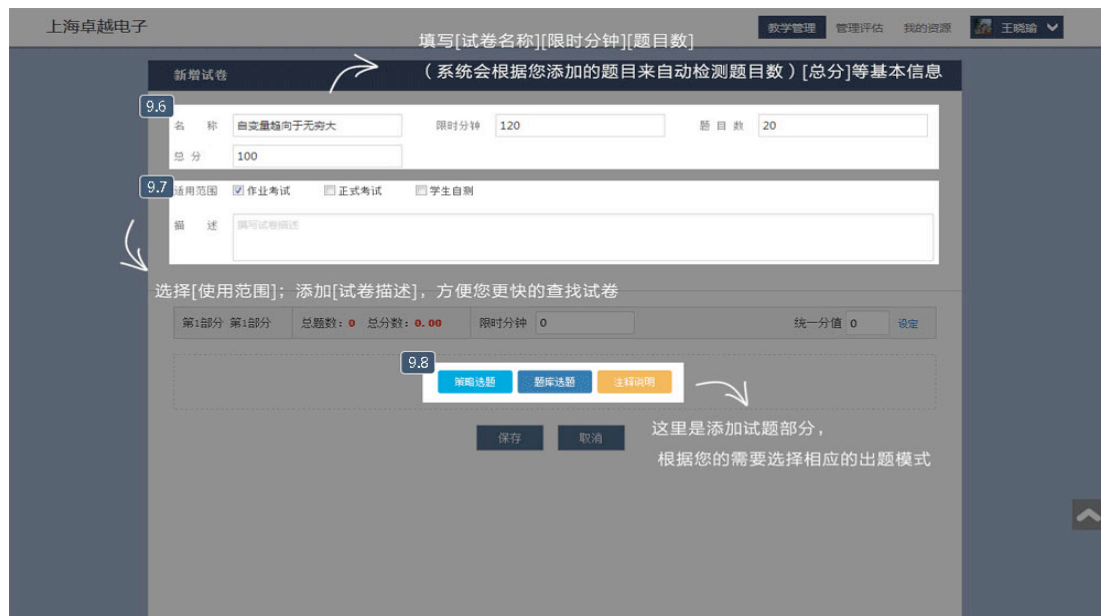 上海卓越电子
教学管理 管理评估 我的资源 王晓瑜
填写[试卷名称][限时分钟][题目数]
新增试卷
（系统会根据您添加的题目来自动检测题目数）[总分]等基本信息
9.6
名 称 自变量趋向于无穷大 限时分钟 120 题目数 20
总 分 100
9.7
适用范围 作业考试 正式考试 学生自测
描 述 填写试卷描述
选择[使用范围]；添加[试卷描述]，方便您更快的查找试卷
第1部分 第1部分 总题数：0 总分数：0.00 限时分钟 0 统一分值 0 设定
9.8
策略选题 题库选题 注释说明
这里是添加试题部分，
保存 取消
根据您的需要选择相应的出题模式